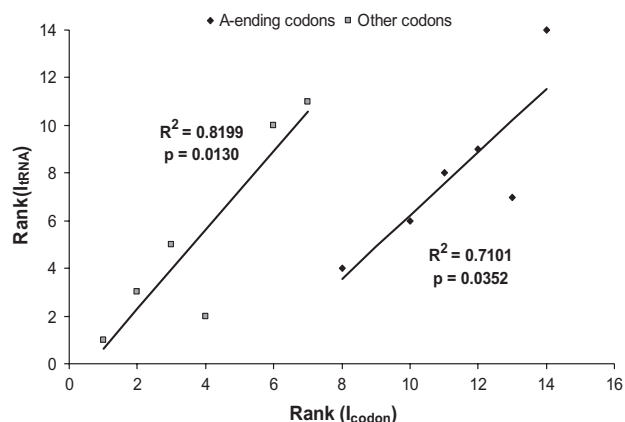 A-ending codons Other codons
14
12
10
8
6
4
2
0
Rank(ItRNA)
R2 = 0.8199
p = 0.0130
R2 = 0.7101
p = 0.0352
0 2 4 6 8 10 12 14 16
Rank (Icodon)